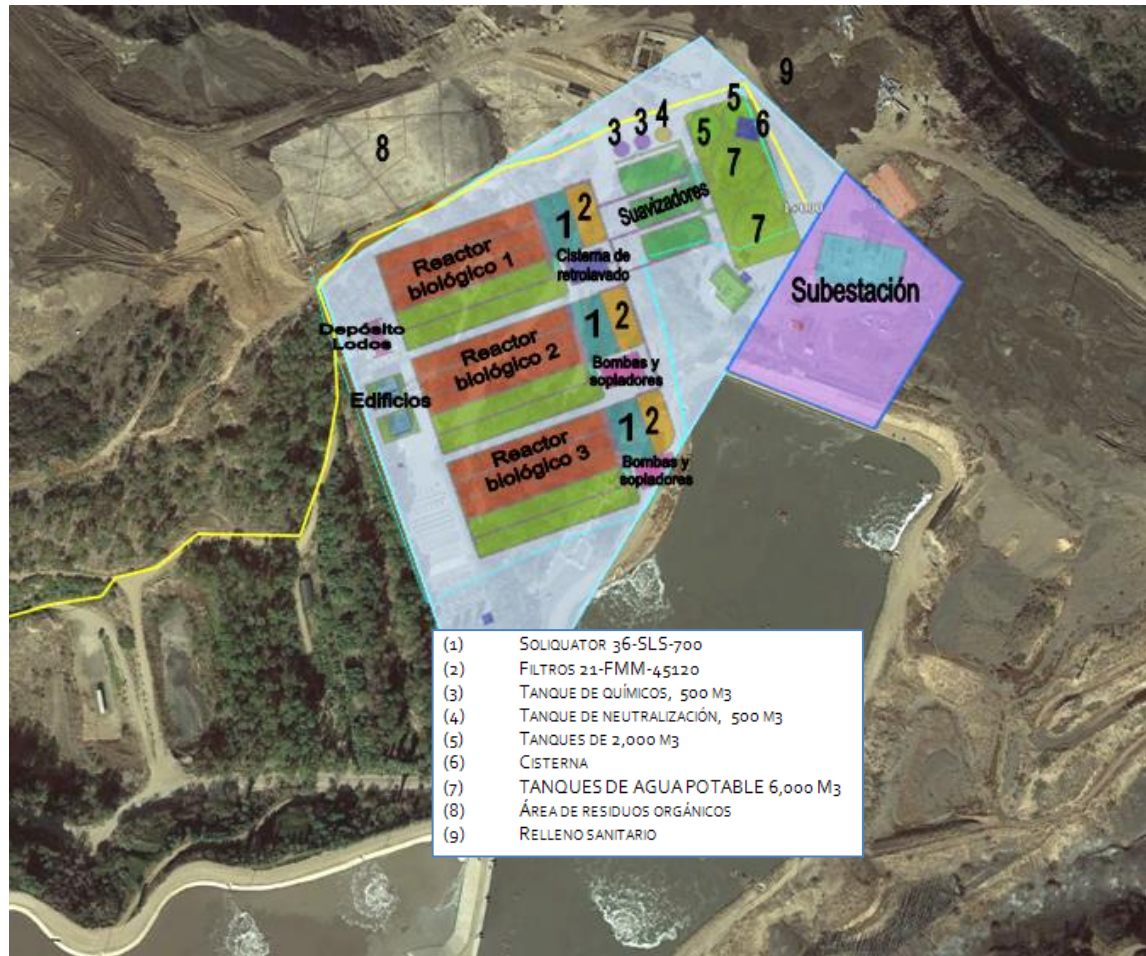 9
5
3
3
4
5
6
8
7
Suavizadores
1
2
7
Reactor
biológico 1
Cisterna de
retrolavado
Subestación
Depósito
Lodos
Reactor
biológico 2
1
2
Bombas y
sopladores
Edificios
Reactor
biológico 3
1
2
Bombas y
sopladores
(1) SOLIQUATOR 36-SLS-700
(2) FILTROS 21-FMM-45120
(3) TANQUE DE QUÍMICOS, 500 M3
(4) TANQUE DE NEUTRALIZACIÓN, 500 M3
(5) TANQUES DE 2,000 M3
(6) CISTERNA
(7) TANQUES DE AGUA POTABLE 6,000 M3
(8) ÁREA DE RESIDUOS ORGÁNICOS
(9) RELLENO SANITARIO